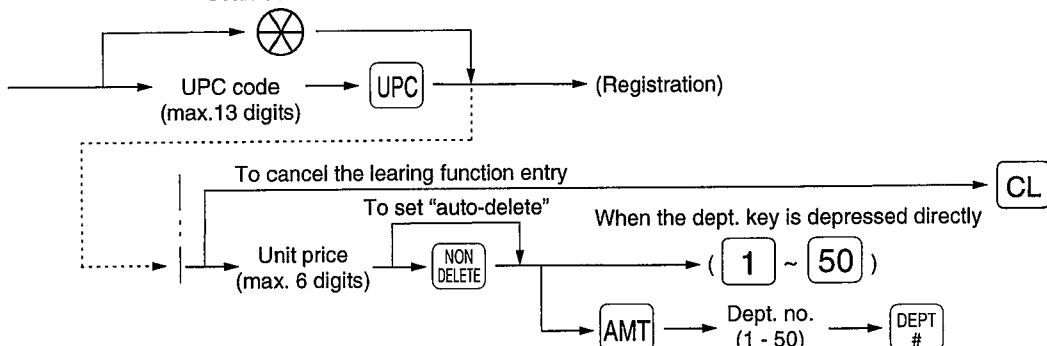 UPC code
(max.13 digits)
UPC
(Registration)
To cancel the learing function entry
CL
To set “auto-delete”
When the dept. key is depressed directly
Unit price
(max. 6 digits)
NON
DELETE
( 1 ~ 50 )
AMT
Dept. no.
(1 - 50)
DEPT
#